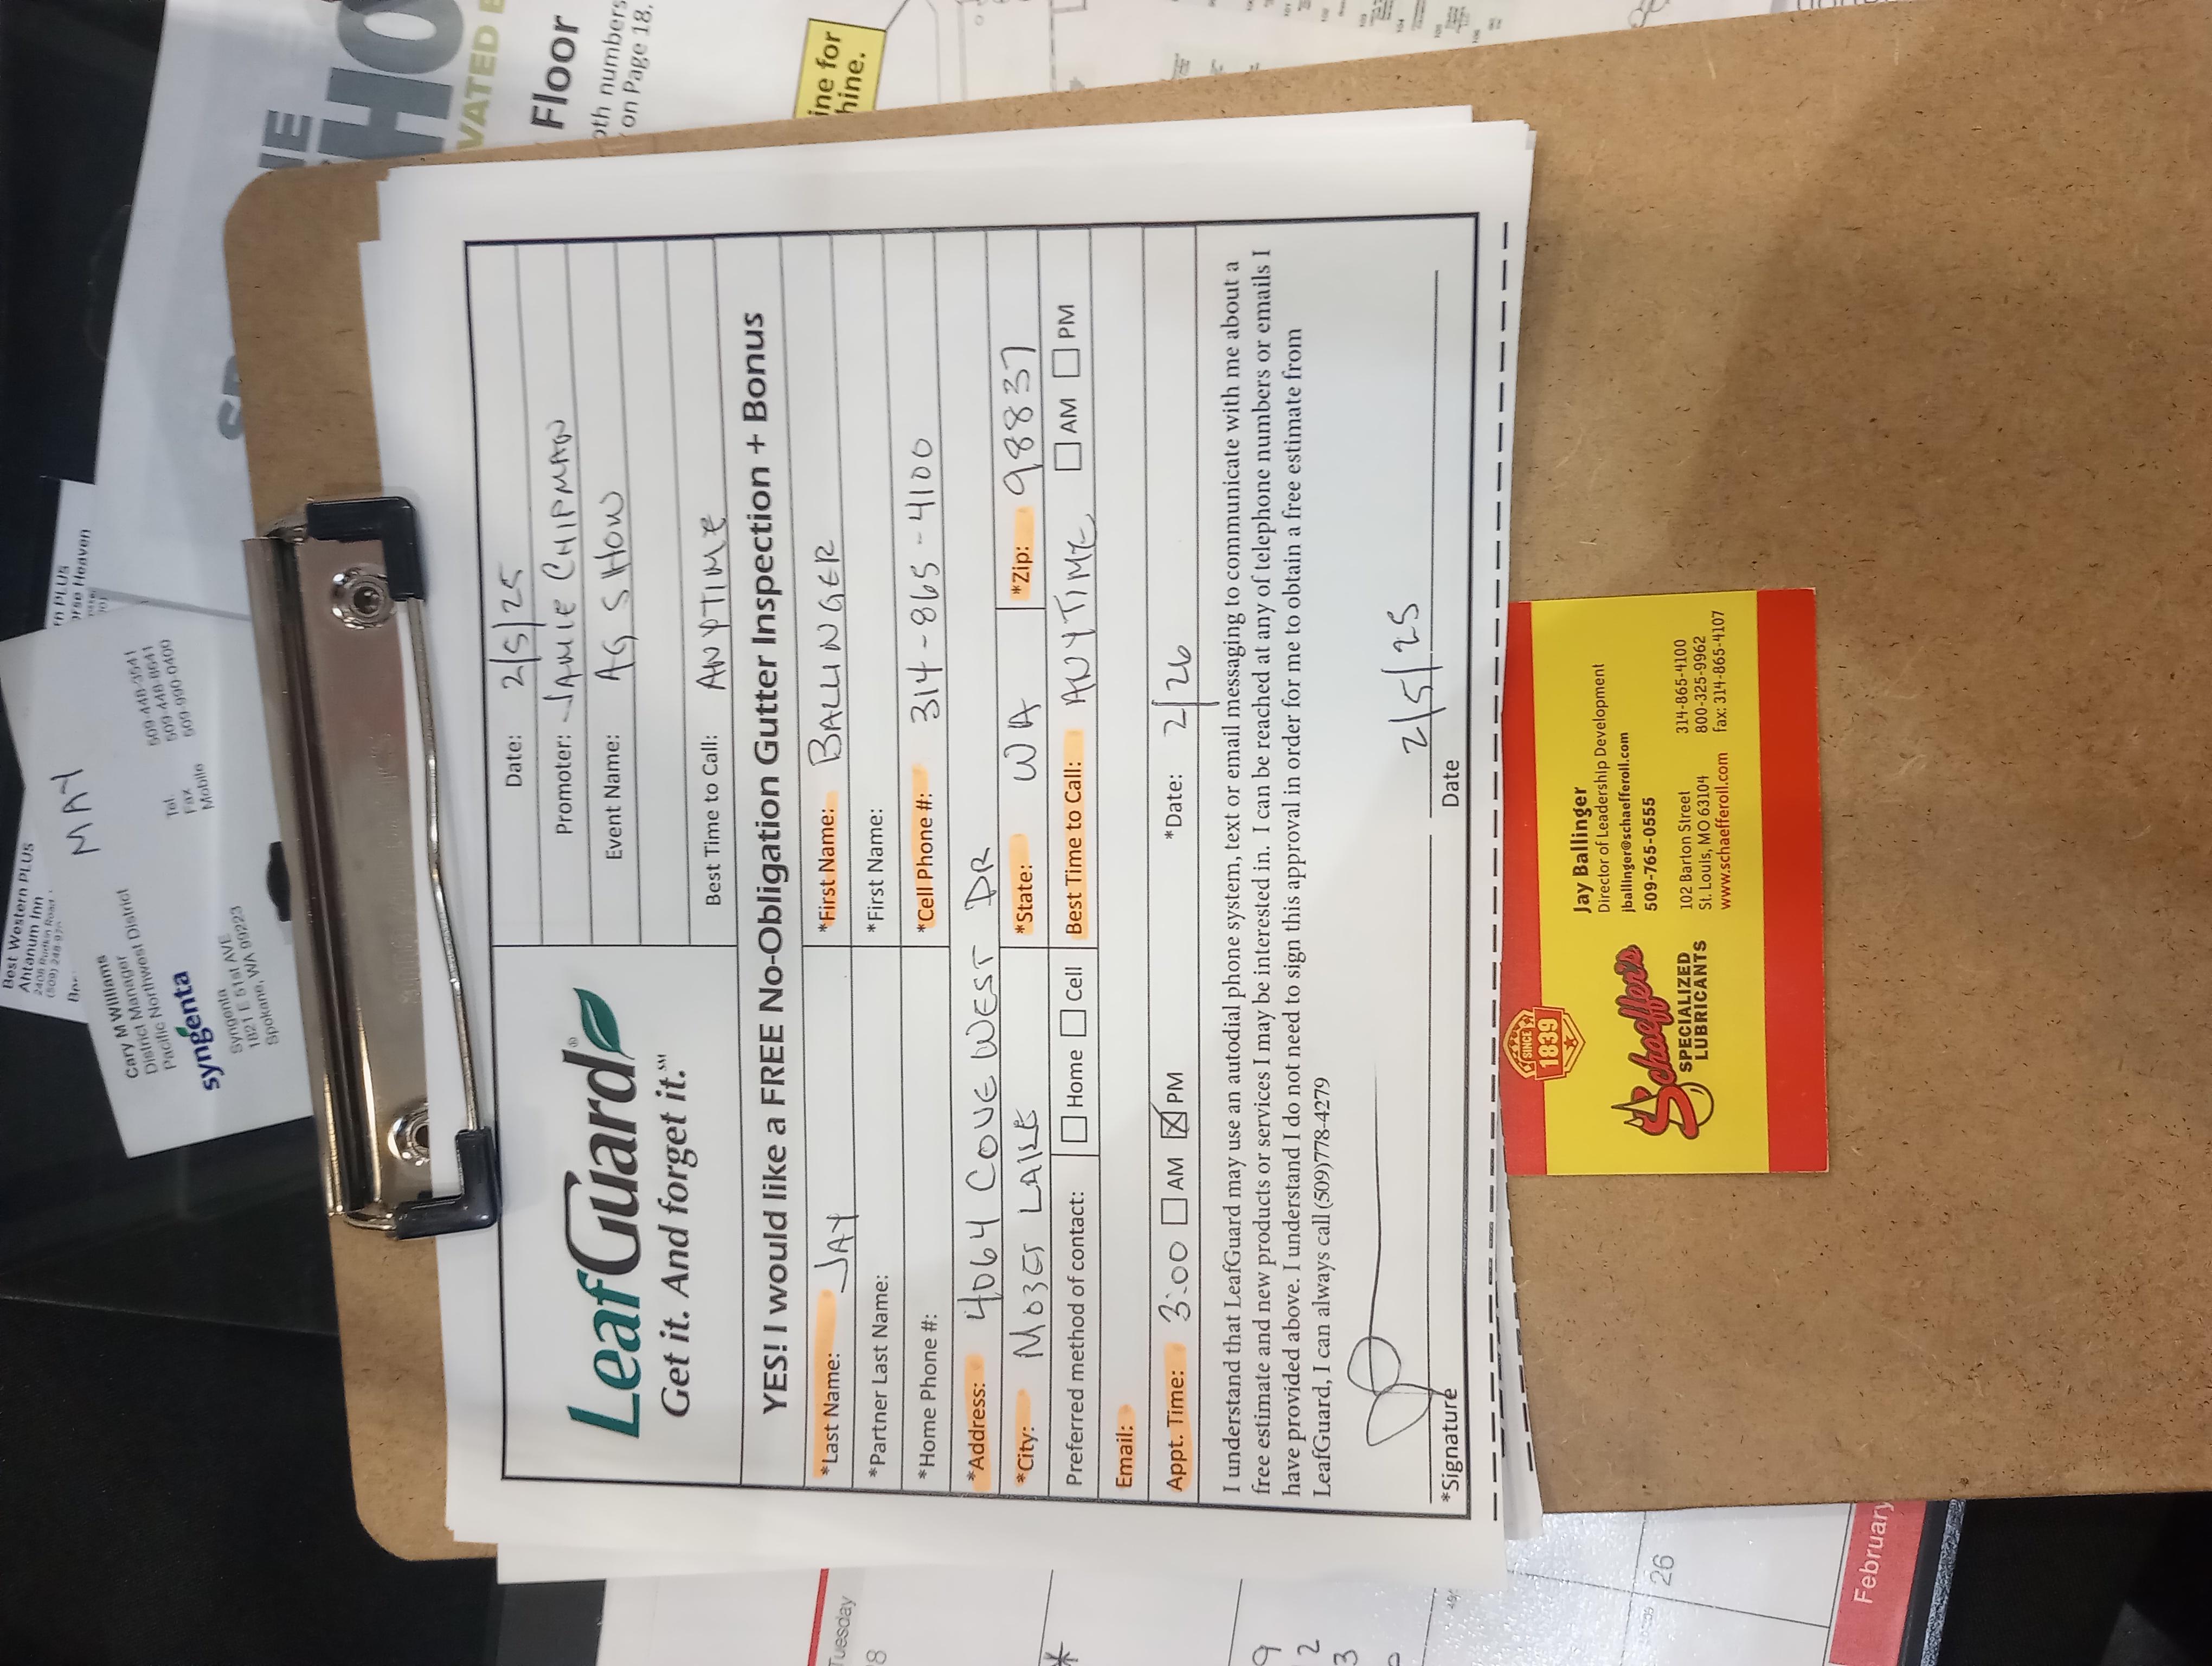 Best Western PLUS
Ahtanum Inn
2408 Rudkin Road
(509) 248-97
rn PLUS
orse Heaven
MAY
Cary M Williams
District Manager
Pacific Northwest District
syngenta
Syngenta
1821 E 51st AVE
Spokane, WA 99223
Tel. 509-448-3541
Fax 509-448-8641
Mobile 509-990-0400
NE
HO
VATED
Floor
oth numbers
on Page 18.
ine for
hine.
LeafGuard®
Get it. And forget it.℠
Date: 2/5/25
Promoter: JAMIE CHIPMAN
Event Name: AG SHOW
Best Time to Call: ANYTIME
YES! I would like a FREE No-Obligation Gutter Inspection + Bonus
*Last Name: JAY *First Name: BALLINGER
*Partner Last Name: *First Name:
*Home Phone #: *Cell Phone #: 314-865-4100
*Address: 4064 COVE WEST DR
*City: MOSES LAKE *State: WA *Zip: 98837
Preferred method of contact: Home Cell Best Time to Call: ANYTIME AM PM
Email:
Appt. Time: 3:00 AM PM *Date: 2/26
I understand that LeafGuard may use an autodial phone system, text or email messaging to communicate with me about a
free estimate and new products or services I may be interested in. I can be reached at any of telephone numbers or emails I
have provided above. I understand I do not need to sign this approval in order for me to obtain a free estimate from
LeafGuard, I can always call (509)778-4279
2/5/25
*Signature Date
SINCE
1839
Schaeffer's
SPECIALIZED
LUBRICANTS
Jay Ballinger
Director of Leadership Development
jballinger@schaefferoil.com
509-765-0555
102 Barton Street 314-865-4100
St. Louis, MO 63104 800-325-9962
www.schaefferoil.com fax: 314-865-4107
Tuesday
8
9
2
3
26
February